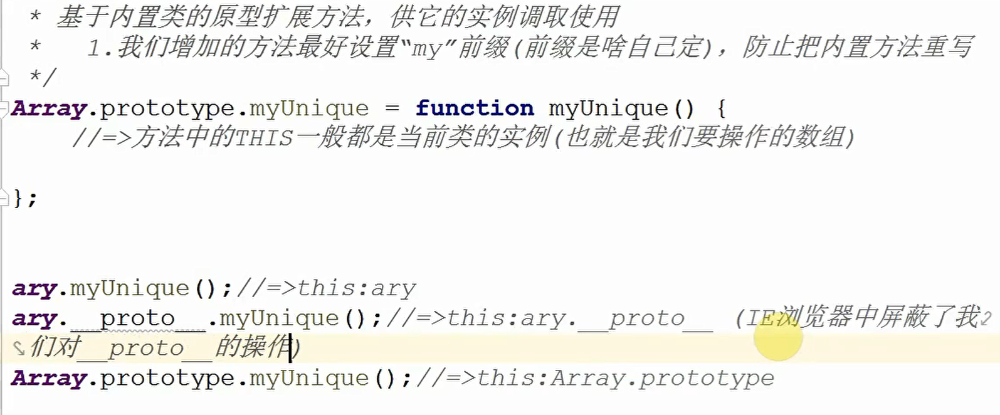 * 基于内置类的原型扩展方法，供它的实例调取使用
*   1.我们增加的方法最好设置“my”前缀(前缀是啥自己定)，防止把内置方法重写
*/
Array.prototype.myUnique = function myUnique() {
    //=>方法中的THIS一般都是当前类的实例(也就是我们要操作的数组)
};
ary.myUnique();//=>this:ary
ary.__proto__.myUnique();//=>this:ary.__proto__ (IE浏览器中屏蔽了我
们对__proto__的操作)
Array.prototype.myUnique();//=>this:Array.prototype